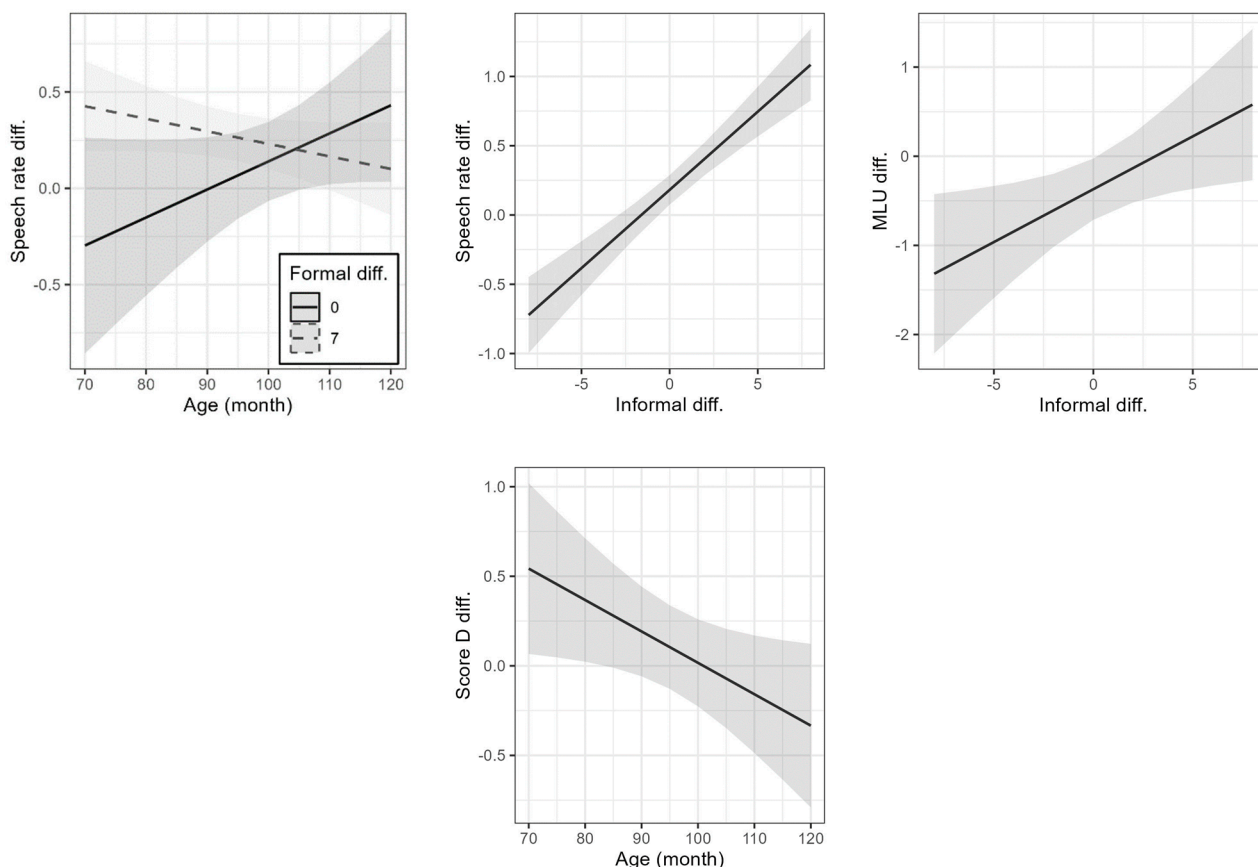 Speech rate diff.
0.5
0.0
-0.5
70 80 90 100 110 120
Age (month)
Formal diff.
0
7
Speech rate diff.
1.0
0.5
0.0
-0.5
-1.0
-5 0 5
Informal diff.
MLU diff.
1
0
-1
-2
-5 0 5
Informal diff.
Score D diff.
1.0
0.5
0.0
-0.5
70 80 90 100 110 120
Age (month)